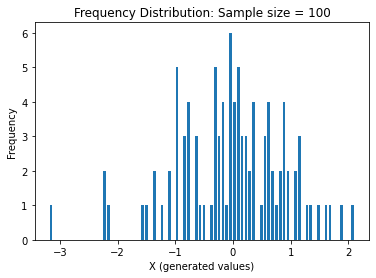 Frequency Distribution: Sample size = 100
Frequency
6
5
4
3
2
1
0
−3 −2 −1 0 1 2
X (generated values)